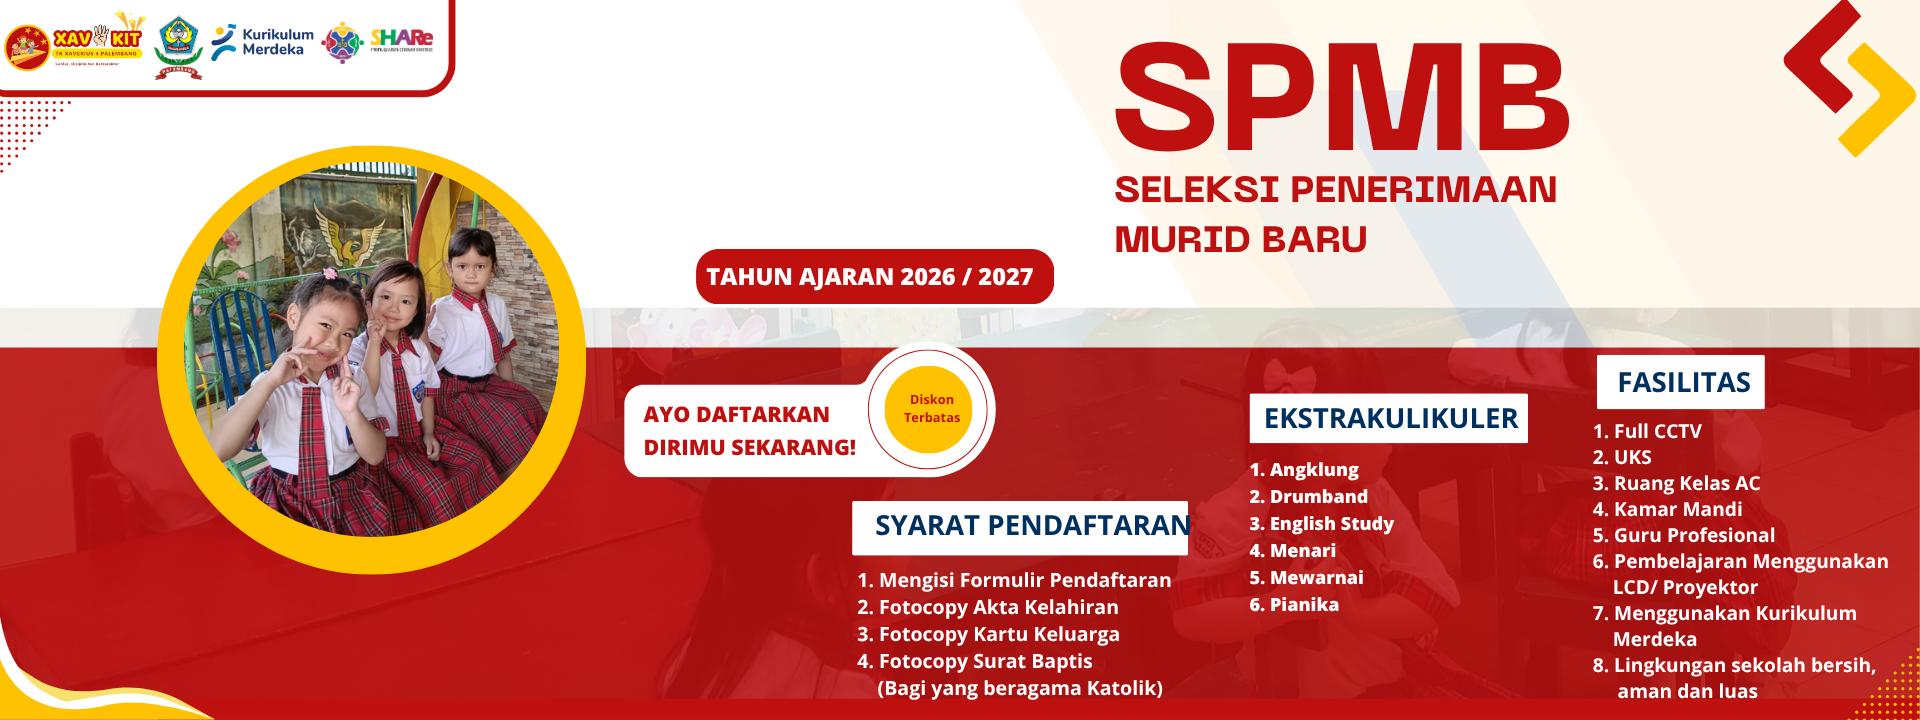 XAV KIT
TK XAVERIUS 4 PALEMBANG
Cerdas, Disiplin dan Berkarakter
Kurikulum
Merdeka
SHARe
SPMB
SELEKSI PENERIMAAN
MURID BARU
TAHUN AJARAN 2026 / 2027
AYO DAFTARKAN
DIRIMU SEKARANG!
Diskon
Terbatas
SYARAT PENDAFTARAN
1. Mengisi Formulir Pendaftaran
2. Fotocopy Akta Kelahiran
3. Fotocopy Kartu Keluarga
4. Fotocopy Surat Baptis
(Bagi yang beragama Katolik)
EKSTRAKULIKULER
1. Angklung
2. Drumband
3. English Study
4. Menari
5. Mewarnai
6. Pianika
FASILITAS
1. Full CCTV
2. UKS
3. Ruang Kelas AC
4. Kamar Mandi
5. Guru Profesional
6. Pembelajaran Menggunakan
LCD/ Proyektor
7. Menggunakan Kurikulum
Merdeka
8. Lingkungan sekolah bersih,
aman dan luas